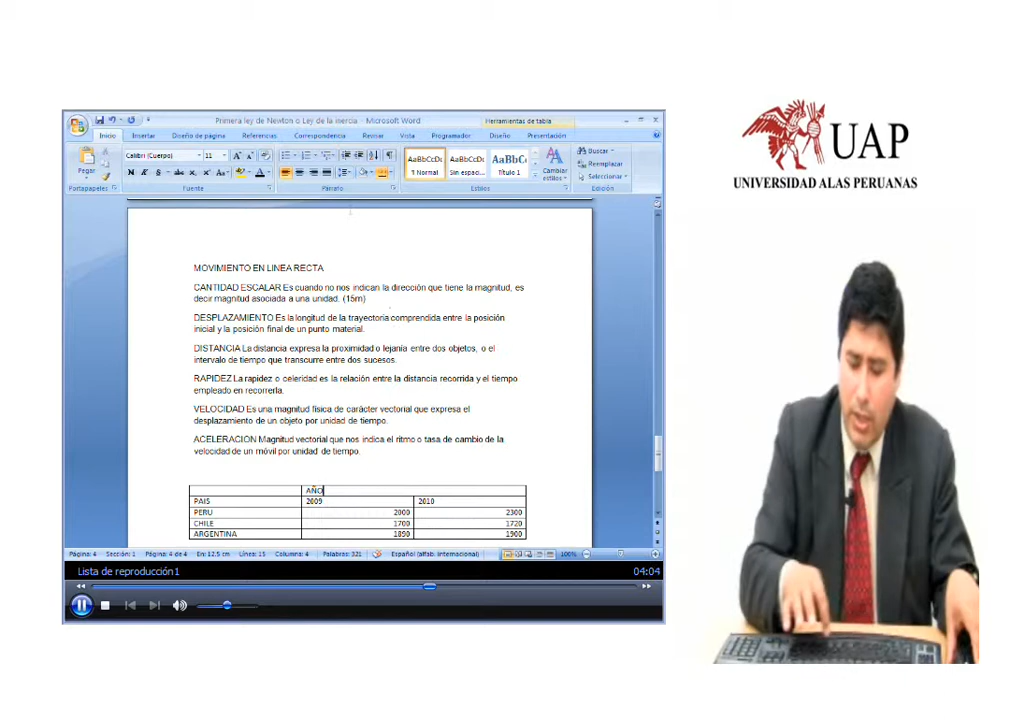 Primera ley de Newton o Ley de la inercia - Microsoft Word
Herramientas de tabla
Inicio Insertar Diseño de página Referencias Correspondencia Revisar Vista Programador Diseño Presentación
Calibri (Cuerpo) 11
Pegar
AaBbCcDc AaBbCcDc AaBbC
¶ Normal Sin espaci... Título 1
Cambiar estilos
Buscar
Reemplazar
Seleccionar
Portapapeles Fuente Párrafo Estilos Edición
MOVIMIENTO EN LINEA RECTA
CANTIDAD ESCALAR Es cuando no nos indican la dirección que tiene la magnitud, es
decir magnitud asociada a una unidad. (15m)
DESPLAZAMIENTO Es la longitud de la trayectoria comprendida entre la posición
inicial y la posición final de un punto material.
DISTANCIA La distancia expresa la proximidad o lejanía entre dos objetos, o el
intervalo de tiempo que transcurre entre dos sucesos.
RAPIDEZ La rapidez o celeridad es la relación entre la distancia recorrida y el tiempo
empleado en recorrerla.
VELOCIDAD Es una magnitud física de carácter vectorial que expresa el
desplazamiento de un objeto por unidad de tiempo.
ACELERACION Magnitud vectorial que nos indica el ritmo o tasa de cambio de la
velocidad de un móvil por unidad de tiempo.
AÑO
PAIS 2009 2010
PERU 2000 2300
CHILE 1700 1720
ARGENTINA 1890 1900
Página: 4 Sección: 1 Página: 4 de 4 En: 12.5 cm Línea: 15 Columna: 4 Palabras: 321 Español (alfab. internacional) 100%
Lista de reproducción1 04:04
UAP
UNIVERSIDAD ALAS PERUANAS